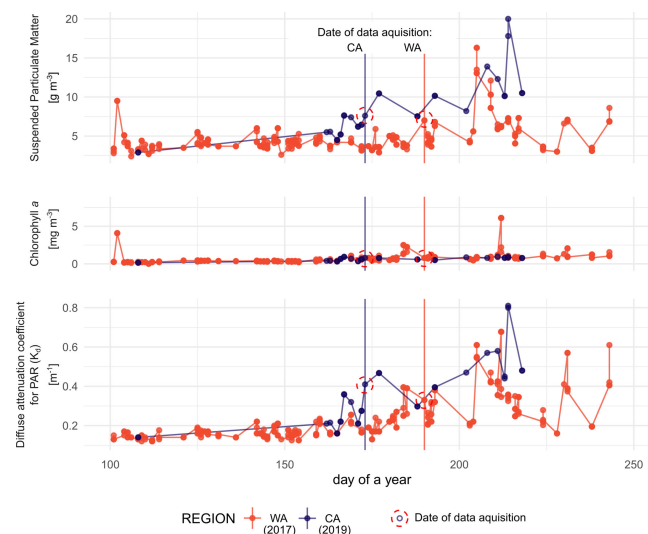 Date of data aquisition:
CA WA
Suspended Particulate Matter
[g m-3]
20
15
10
5
Chlorophyll a
[mg m-3]
5
0
Diffuse attenuation coefficient
for PAR (Kd)
[m-1]
0.8
0.6
0.4
0.2
100 150 200 250
day of a year
REGION WA (2017) CA (2019) Date of data aquisition